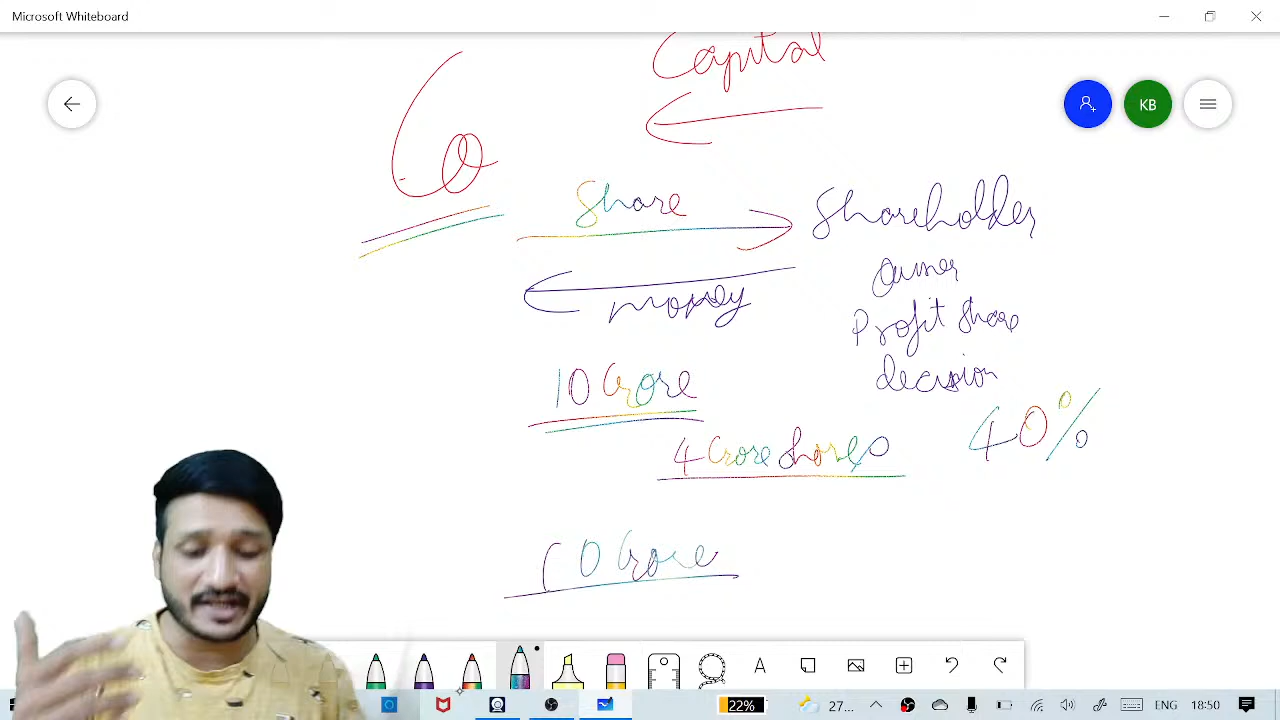 Microsoft Whiteboard
Capital
Co
KB
Share
Shareholder
owner
money
Profit Share
decision
10 Crore
40%
4 Crore shares
10 Crore
A
22%
27...
ENG
18:50